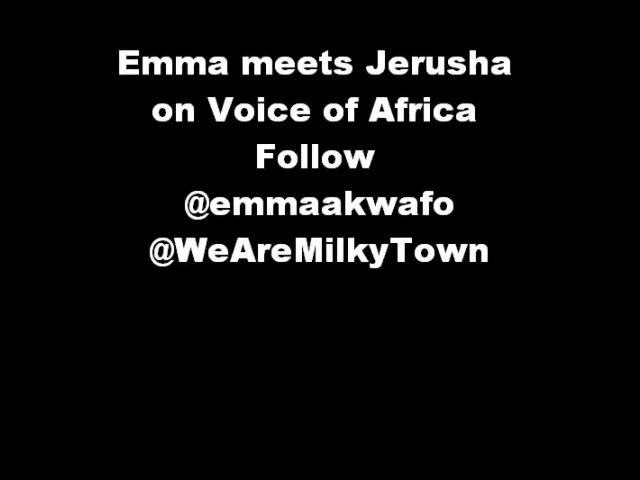 Emma meets Jerusha
on Voice of Africa
Follow
@emmaakwafo
@WeAreMilkyTown